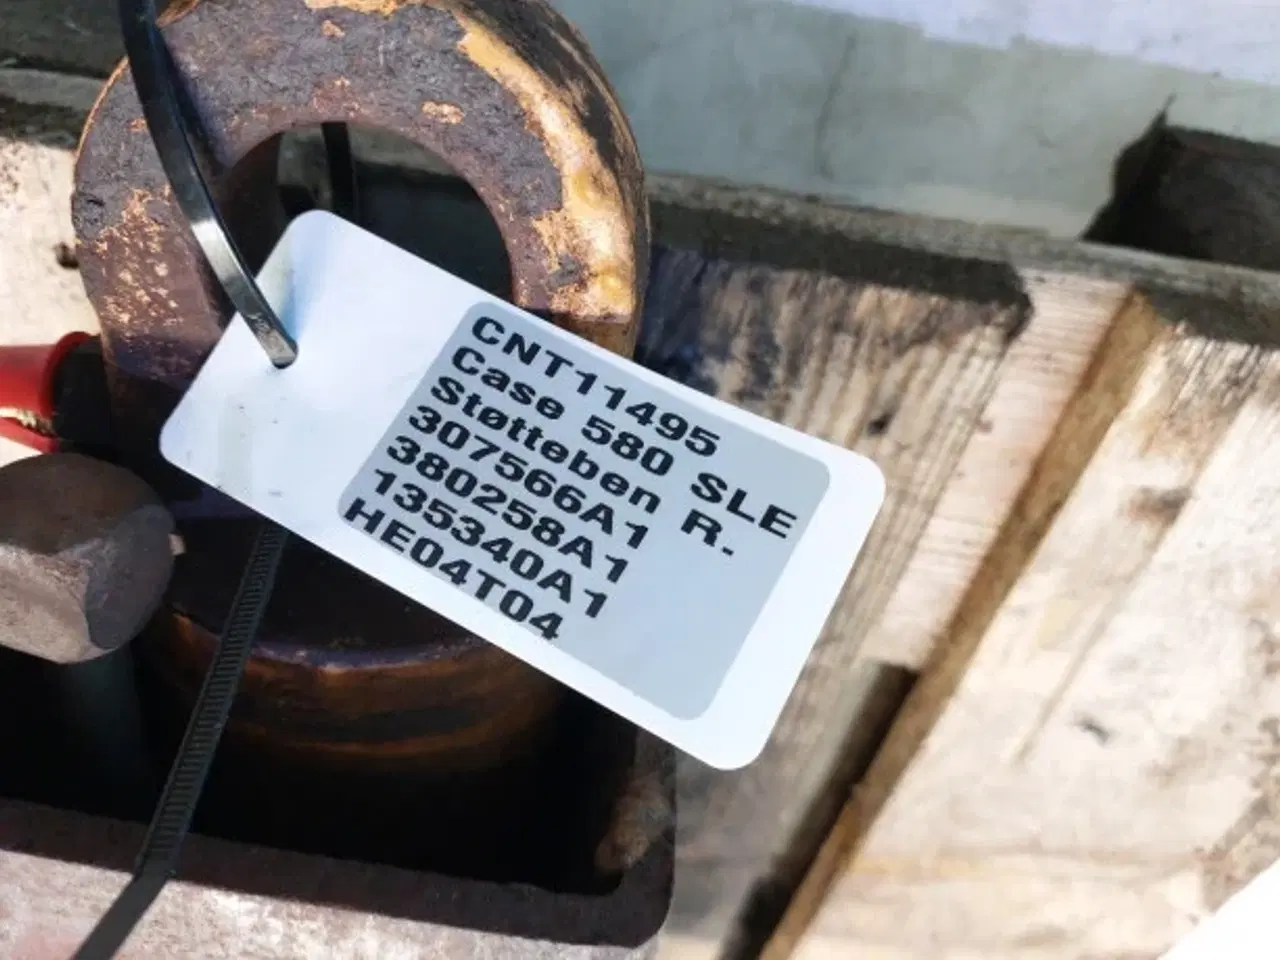 CNT11495
Case 580 SLE
Støtteben R.
307566A1
380258A1
135340A1
HE04T04